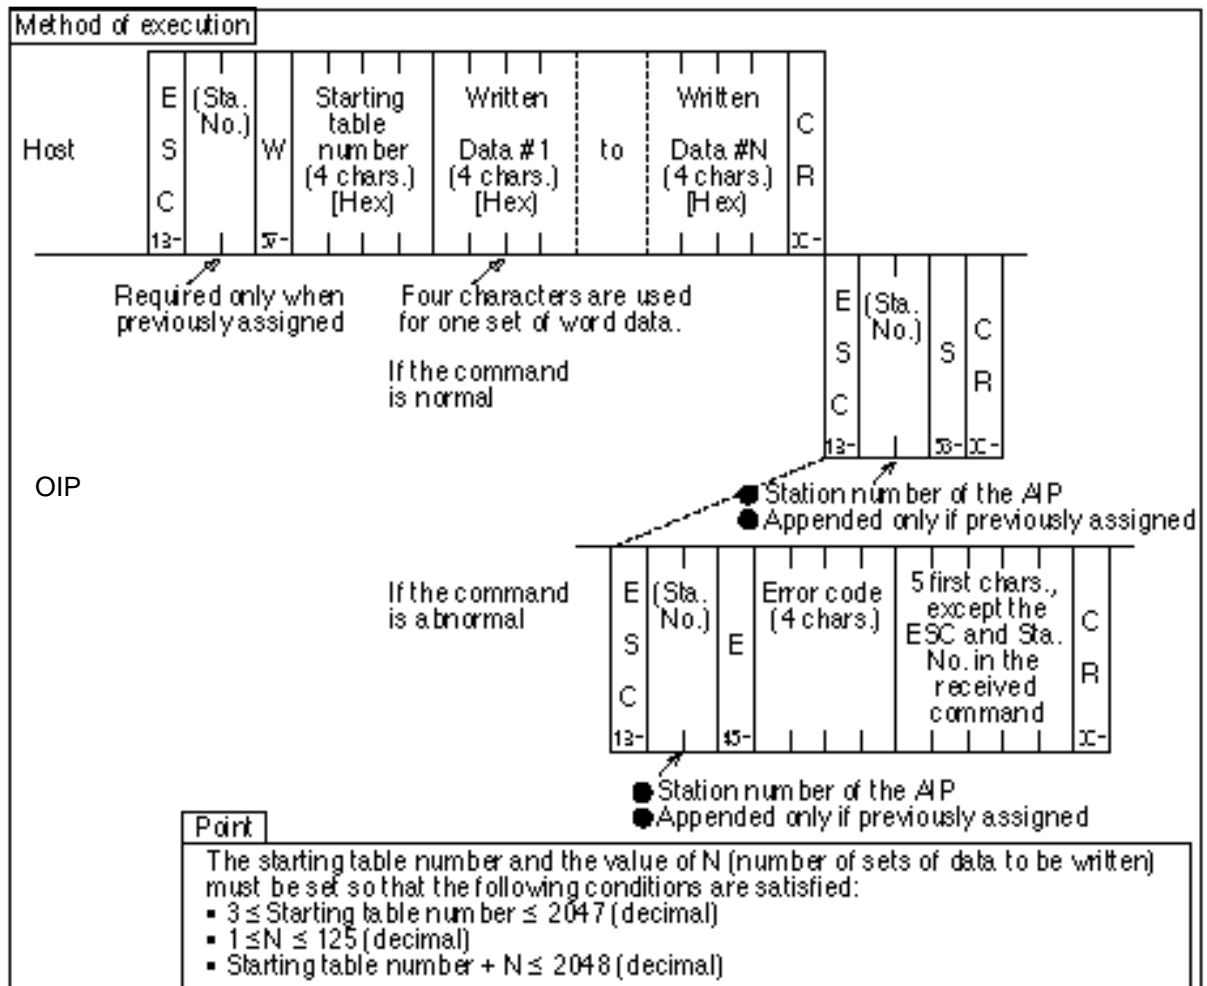 Method of execution
Host
E
S
C
(Sta.
No.)
W
Starting
table
number
(4 chars.)
[Hex)
Written
Data #1
(4 chars.)
[Hex)
to
Written
Data #N
(4 chars.)
[Hex)
C
R
Required only when
previously assigned
Four characters are used
for one set of word data.
If the command
is normal
E
S
C
(Sta.
No.)
S
C
R
OIP
Station number of the AIP
Appended only if previously assigned
If the command
is abnormal
E
S
C
(Sta.
No.)
E
Error code
(4 chars.)
5 first chars.,
except the
ESC and Sta.
No. in the
received
command
C
R
Station number of the AIP
Appended only if previously assigned
Point
The starting table number and the value of N (number of sets of data to be written)
must be set so that the following conditions are satisfied:
▪ 3 ≤ Starting table number ≤ 2047 (decimal)
▪ 1 ≤N ≤ 125 (decimal)
▪ Starting table number + N ≤ 2048 (decimal)